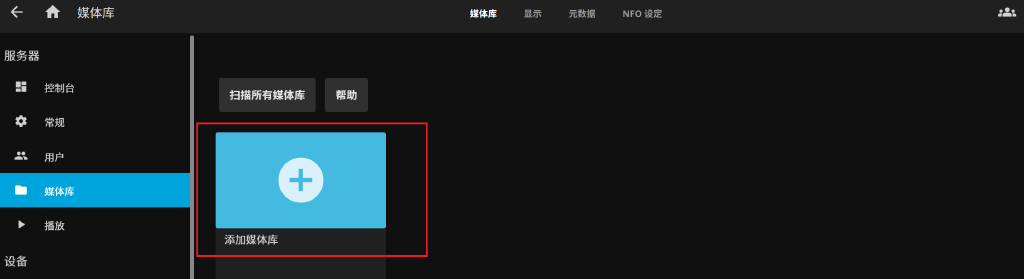 媒体库
媒体库 显示 元数据 NFO 设定
服务器
控制台
常规
用户
媒体库
播放
设备
扫描所有媒体库 帮助
添加媒体库